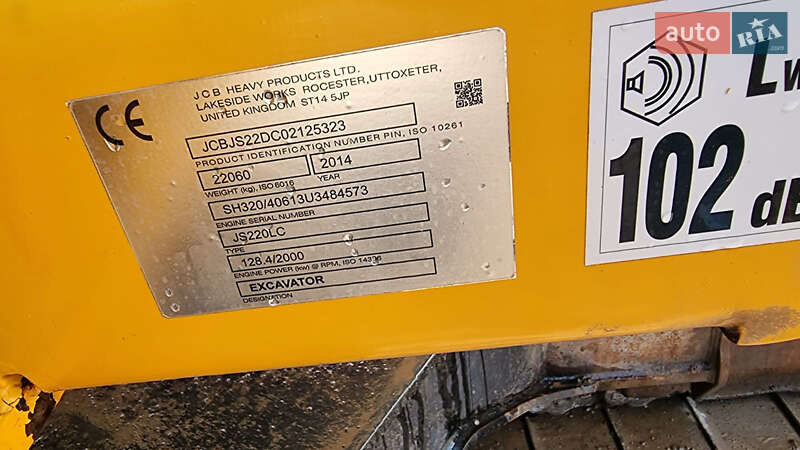 auto RIA
J C B HEAVY PRODUCTS LTD.
LAKESIDE WORKS ROCESTER, UTTOXETER,
UNITED KINGDOM ST14 5JP
CE
JCBJS22DC02125323
PRODUCT IDENTIFICATION NUMBER PIN, ISO 10261
22060 2014
WEIGHT (kg), ISO 6016 YEAR
SH320/40613U3484573
ENGINE SERIAL NUMBER
JS220LC
TYPE
128.4/2000
ENGINE POWER (kw) @ RPM, ISO 14396
EXCAVATOR
DESIGNATION
LW
102 dB